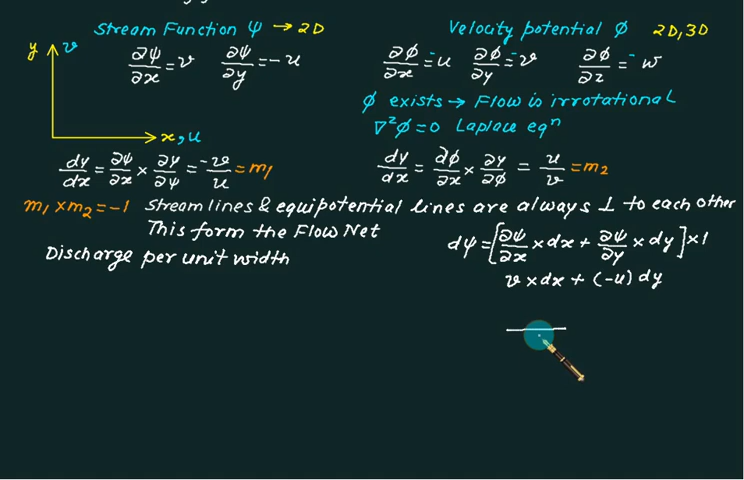 Stream Function ψ → 2D
∂ψ/∂x = v ∂ψ/∂y = -u
y v
x, u
Velocity potential φ 2D, 3D
∂φ/∂x = -u ∂φ/∂y = -v ∂φ/∂z = -w
φ exists → Flow is irrotational
∇²φ = 0 Laplace eqⁿ
dy/dx = ∂ψ/∂x × ∂y/∂ψ = -v/u = m₁
dy/dx = ∂φ/∂x × ∂y/∂φ = u/v = m₂
m₁ × m₂ = -1 Stream lines & equipotential lines are always ⊥ to each other
This form the Flow Net
Discharge per unit width
dψ = [∂ψ/∂x × dx + ∂ψ/∂y × dy] × 1
v × dx + (-u) dy